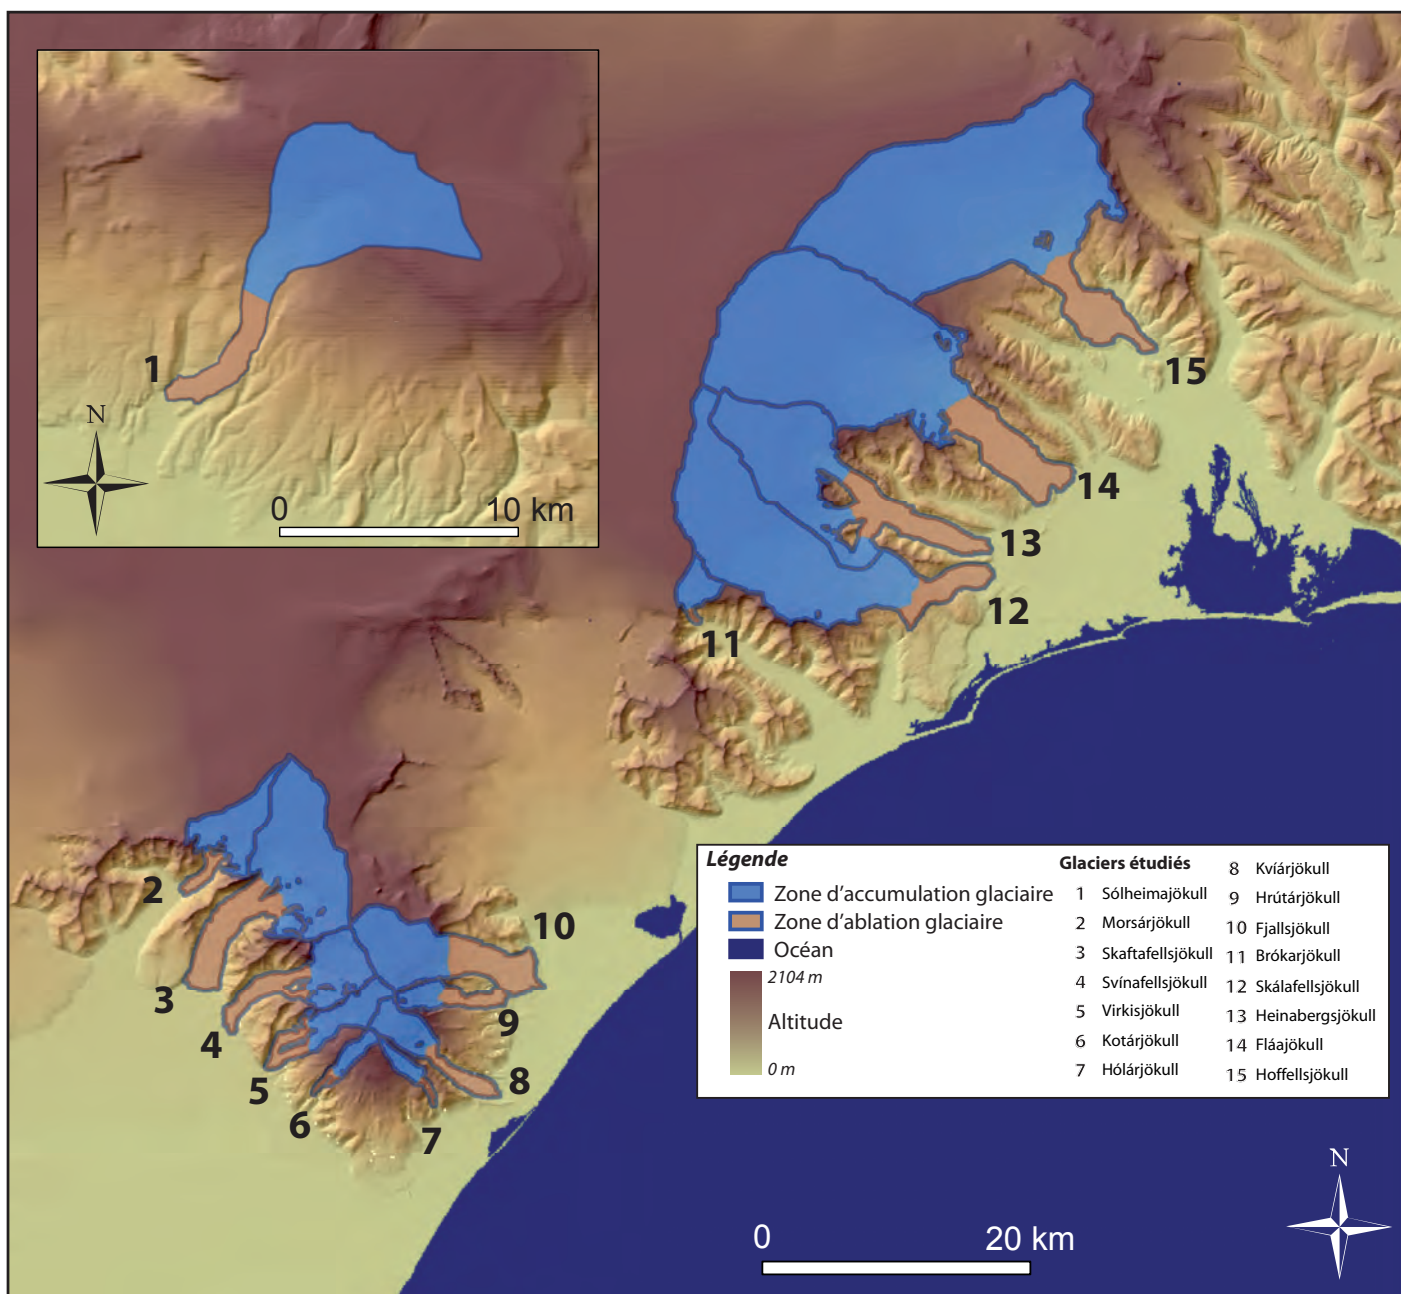 1
N
0 10 km
15
14
13
12
11
10
2
3
9
4
5
8
6
7
Légende
Zone d'accumulation glaciaire
Zone d'ablation glaciaire
Océan
2104 m
Altitude
0 m
Glaciers étudiés
1 Sólheimajökull
2 Morsárjökull
3 Skaftafellsjökull
4 Svínafellsjökull
5 Virkisjökull
6 Kotárjökull
7 Hólárjökull
8 Kvíárjökull
9 Hrútárjökull
10 Fjallsjökull
11 Brókarjökull
12 Skálafellsjökull
13 Heinabergsjökull
14 Fláajökull
15 Hoffellsjökull
N
0 20 km